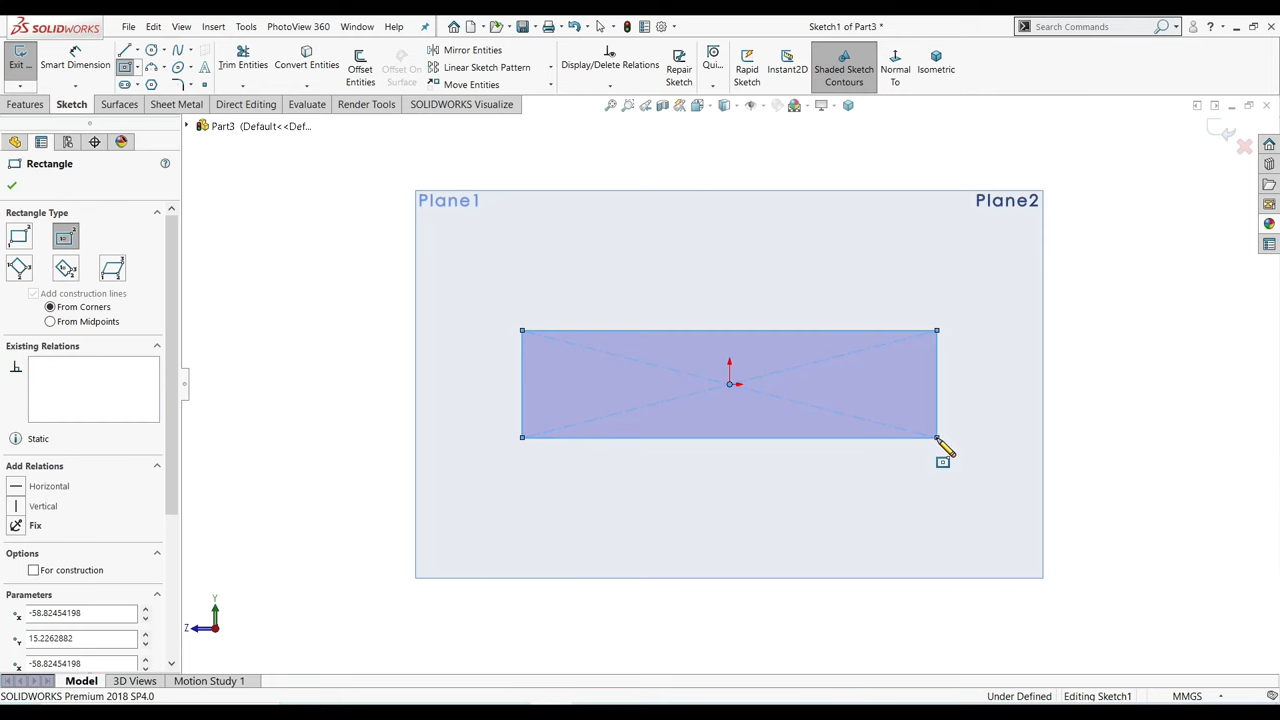 SOLIDWORKS File Edit View Insert Tools PhotoView 360 Window Help Sketch1 of Part3 * Search Commands ?
Exit ... Smart Dimension Trim Entities Convert Entities Offset Entities Offset On Surface Mirror Entities Linear Sketch Pattern Move Entities Display/Delete Relations Repair Sketch Qui... Rapid Sketch Instant2D Shaded Sketch Contours Normal To Isometric
Features Sketch Surfaces Sheet Metal Direct Editing Evaluate Render Tools SOLIDWORKS Visualize
Part3 (Default<<Def...
Rectangle
Rectangle Type
Add construction lines
From Corners
From Midpoints
Existing Relations
Static
Add Relations
Horizontal
Vertical
Fix
Options
For construction
Parameters
-58.82454198
15.2262882
-58.82454198
Plane1 Plane2
Y
Z
Model 3D Views Motion Study 1
SOLIDWORKS Premium 2018 SP4.0 Under Defined Editing Sketch1 MMGS